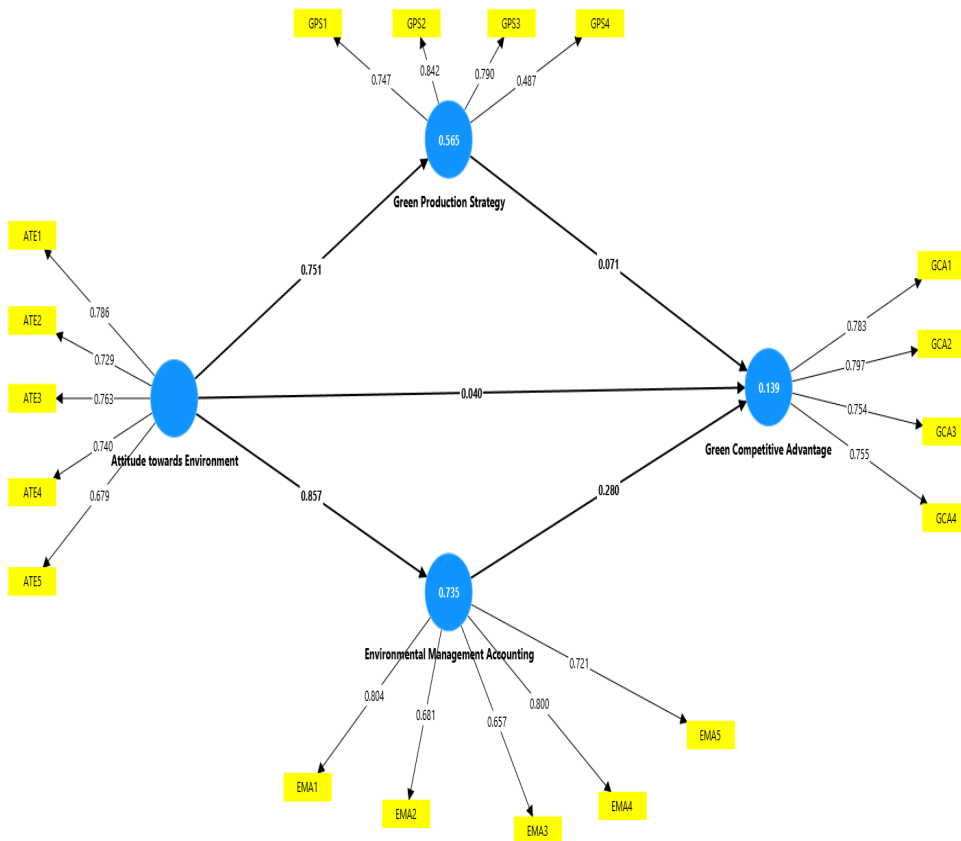 GPS1
GPS2
GPS3
GPS4
0.747
0.842
0.790
0.487
0.565
Green Production Strategy
ATE1
ATE2
ATE3
ATE4
ATE5
0.786
0.729
0.763
0.740
0.679
Attitude towards Environment
0.751
0.071
0.040
0.857
0.280
GCA1
GCA2
GCA3
GCA4
0.783
0.797
0.754
0.755
0.139
Green Competitive Advantage
0.735
Environmental Management Accounting
0.804
0.681
0.657
0.800
0.721
EMA1
EMA2
EMA3
EMA4
EMA5